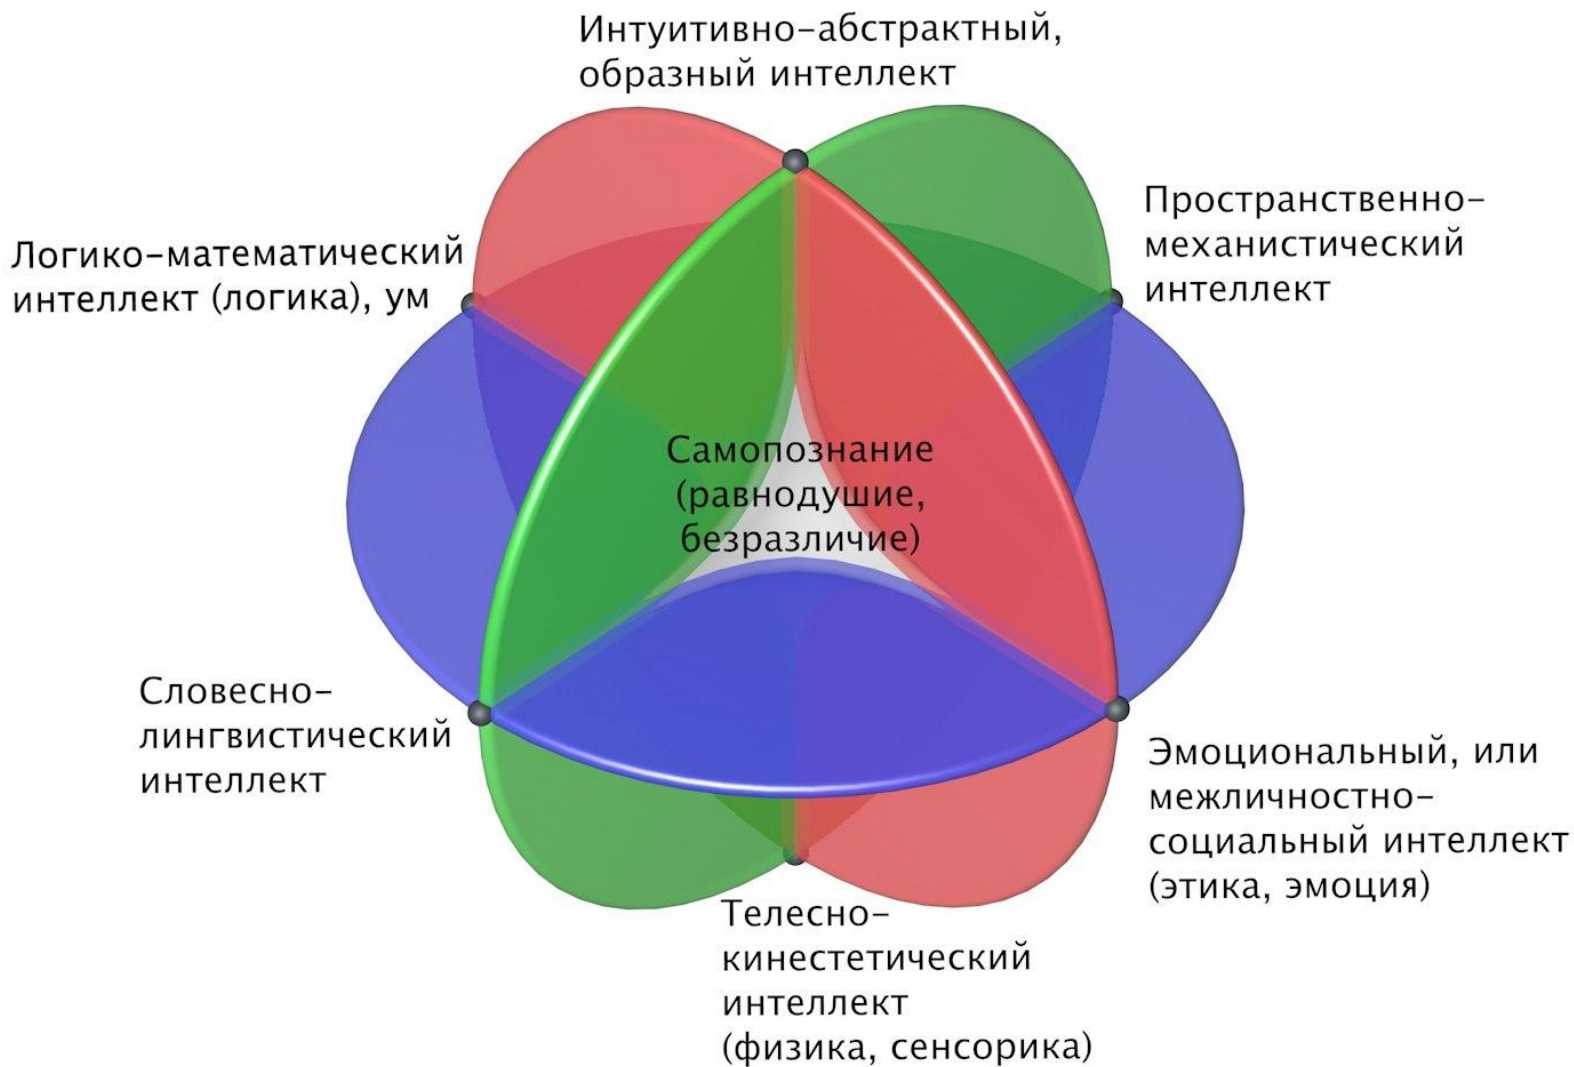 Интуитивно-абстрактный,
образный интеллект
Пространственно-
механистический
интеллект
Логико-математический
интеллект (логика), ум
Самопознание
(равнодушие,
безразличие)
Словесно-
лингвистический
интеллект
Эмоциональный, или
межличностно-
социальный интеллект
(этика, эмоция)
Телесно-
кинестетический
интеллект
(физика, сенсорика)